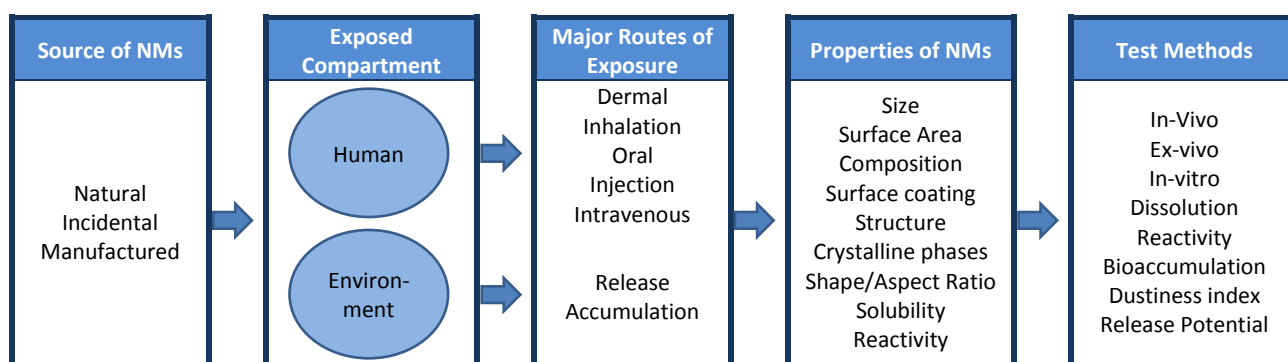 Source of NMs
Natural
Incidental
Manufactured
Exposed
Compartment
Human
Environ-
ment
Major Routes of
Exposure
Dermal
Inhalation
Oral
Injection
Intravenous
Release
Accumulation
Properties of NMs
Size
Surface Area
Composition
Surface coating
Structure
Crystalline phases
Shape/Aspect Ratio
Solubility
Reactivity
Test Methods
In-Vivo
Ex-vivo
In-vitro
Dissolution
Reactivity
Bioaccumulation
Dustiness index
Release Potential